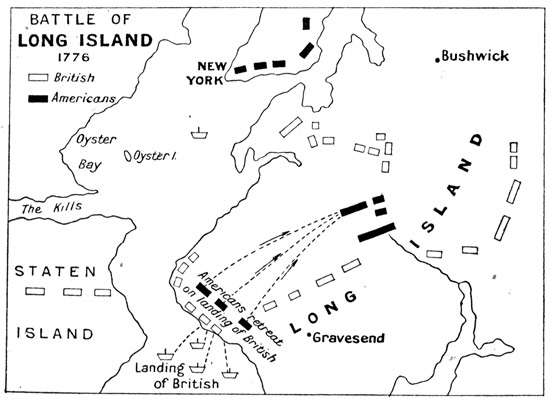 BATTLE OF
LONG ISLAND
1776
British
Americans
NEW
YORK
Bushwick
Oyster
Bay
Oyster I.
The Kills
STATEN
ISLAND
LONG ISLAND
Americans retreat
on landing of British
Gravesend
Landing
of British